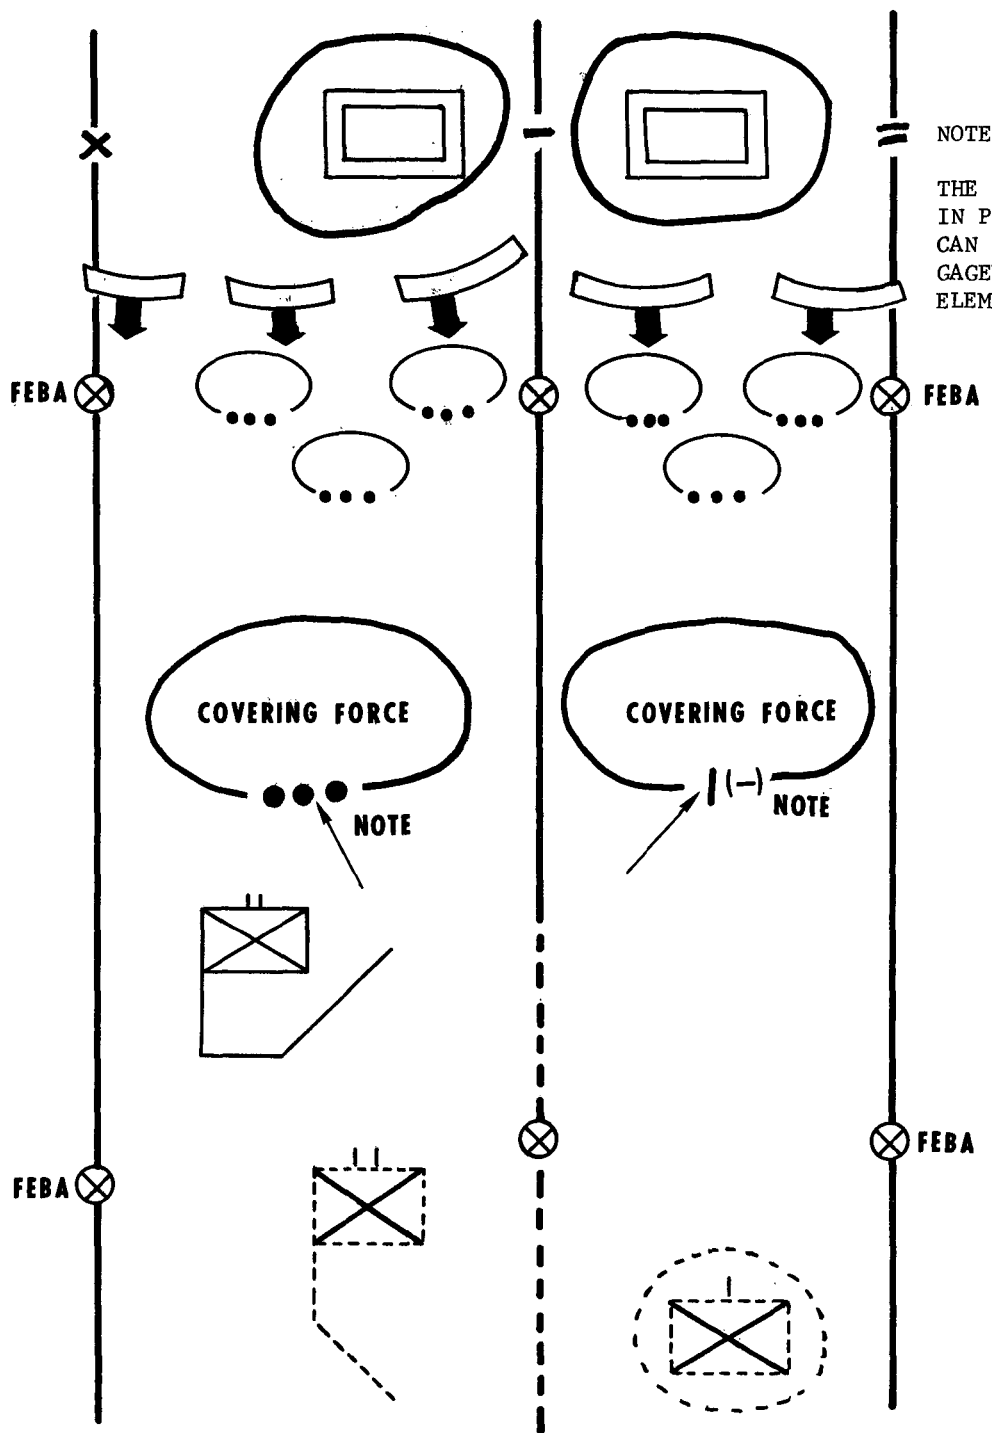 NOTE
THE
IN P
CAN
GAGE
ELEM
FEBA
FEBA
COVERING FORCE
COVERING FORCE
(−)
NOTE
NOTE
FEBA
FEBA